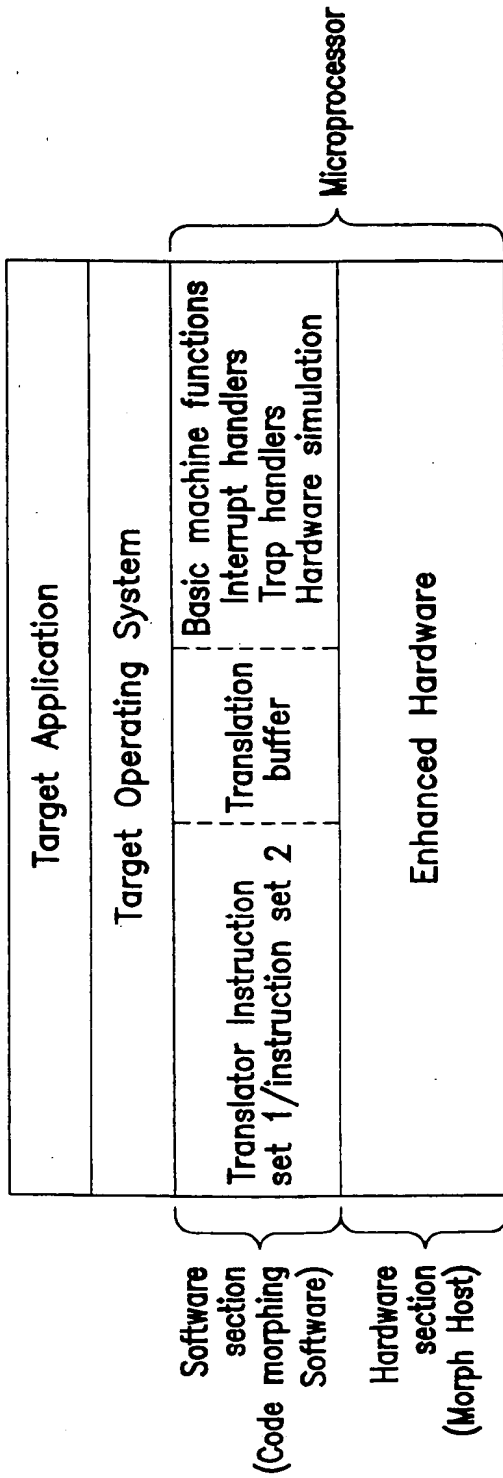 Target Application
Target Operating System
Software
section
(Code morphing
Software)
Translator Instruction
set 1/instruction set 2
Translation
buffer
Basic machine functions
Interrupt handlers
Trap handlers
Hardware simulation
Microprocessor
Hardware
section
(Morph Host)
Enhanced Hardware